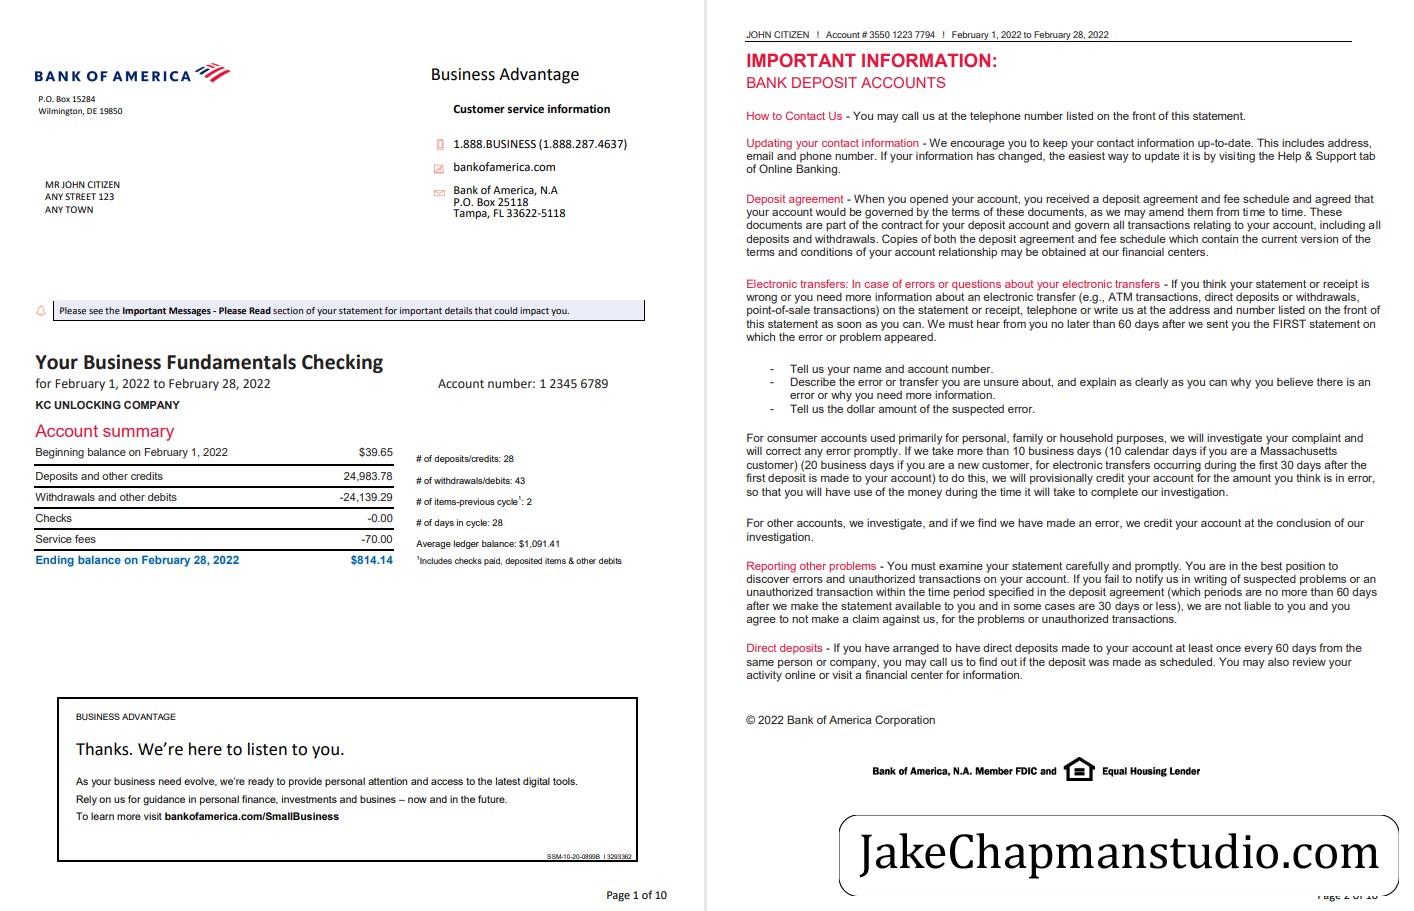 BANK OF AMERICA
P.O. Box 15284
Wilmington, DE 19850
Business Advantage
Customer service information
1.888.BUSINESS (1.888.287.4637)
bankofamerica.com
Bank of America, N.A
P.O. Box 25118
Tampa, FL 33622-5118
MR JOHN CITIZEN
ANY STREET 123
ANY TOWN
Please see the Important Messages - Please Read section of your statement for important details that could impact you.
Your Business Fundamentals Checking
for February 1, 2022 to February 28, 2022 Account number: 1 2345 6789
KC UNLOCKING COMPANY
Account summary
Beginning balance on February 1, 2022 $39.65
Deposits and other credits 24,983.78
Withdrawals and other debits -24,139.29
Checks -0.00
Service fees -70.00
Ending balance on February 28, 2022 $814.14
# of deposits/credits: 28
# of withdrawals/debits: 43
# of items-previous cycle¹: 2
# of days in cycle: 28
Average ledger balance: $1,091.41
¹Includes checks paid, deposited items & other debits
BUSINESS ADVANTAGE
Thanks. We're here to listen to you.
As your business need evolve, we're ready to provide personal attention and access to the latest digital tools.
Rely on us for guidance in personal finance, investments and busines – now and in the future.
To learn more visit bankofamerica.com/SmallBusiness
SSM-10-20-0899B I 3293362
Page 1 of 10
JOHN CITIZEN ! Account # 3550 1223 7794 ! February 1, 2022 to February 28, 2022
IMPORTANT INFORMATION:
BANK DEPOSIT ACCOUNTS
How to Contact Us - You may call us at the telephone number listed on the front of this statement.
Updating your contact information - We encourage you to keep your contact information up-to-date. This includes address,
email and phone number. If your information has changed, the easiest way to update it is by visiting the Help & Support tab
of Online Banking.
Deposit agreement - When you opened your account, you received a deposit agreement and fee schedule and agreed that
your account would be governed by the terms of these documents, as we may amend them from time to time. These
documents are part of the contract for your deposit account and govern all transactions relating to your account, including all
deposits and withdrawals. Copies of both the deposit agreement and fee schedule which contain the current version of the
terms and conditions of your account relationship may be obtained at our financial centers.
Electronic transfers: In case of errors or questions about your electronic transfers - If you think your statement or receipt is
wrong or you need more information about an electronic transfer (e.g., ATM transactions, direct deposits or withdrawals,
point-of-sale transactions) on the statement or receipt, telephone or write us at the address and number listed on the front of
this statement as soon as you can. We must hear from you no later than 60 days after we sent you the FIRST statement on
which the error or problem appeared.
- Tell us your name and account number.
- Describe the error or transfer you are unsure about, and explain as clearly as you can why you believe there is an
error or why you need more information.
- Tell us the dollar amount of the suspected error.
For consumer accounts used primarily for personal, family or household purposes, we will investigate your complaint and
will correct any error promptly. If we take more than 10 business days (10 calendar days if you are a Massachusetts
customer) (20 business days if you are a new customer, for electronic transfers occurring during the first 30 days after the
first deposit is made to your account) to do this, we will provisionally credit your account for the amount you think is in error,
so that you will have use of the money during the time it will take to complete our investigation.
For other accounts, we investigate, and if we find we have made an error, we credit your account at the conclusion of our
investigation.
Reporting other problems - You must examine your statement carefully and promptly. You are in the best position to
discover errors and unauthorized transactions on your account. If you fail to notify us in writing of suspected problems or an
unauthorized transaction within the time period specified in the deposit agreement (which periods are no more than 60 days
after we make the statement available to you and in some cases are 30 days or less), we are not liable to you and you
agree to not make a claim against us, for the problems or unauthorized transactions.
Direct deposits - If you have arranged to have direct deposits made to your account at least once every 60 days from the
same person or company, you may call us to find out if the deposit was made as scheduled. You may also review your
activity online or visit a financial center for information.
© 2022 Bank of America Corporation
Bank of America, N.A. Member FDIC and Equal Housing Lender
JakeChapmanstudio.com
Page 2 of 10